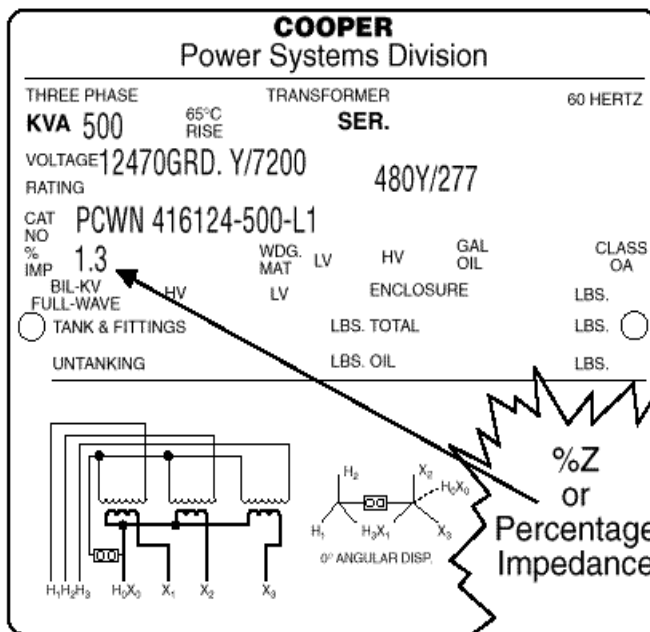 COOPER
Power Systems Division
THREE PHASE TRANSFORMER 60 HERTZ
KVA 500 65°C RISE SER.
VOLTAGE RATING 12470GRD. Y/7200 480Y/277
CAT NO PCWN 416124-500-L1
% IMP 1.3 WDG. MAT LV HV GAL OIL CLASS OA
BIL-KV FULL-WAVE HV LV ENCLOSURE LBS.
TANK & FITTINGS LBS. TOTAL LBS.
UNTANKING LBS. OIL LBS.
%Z
or
Percentage
Impedance
H2 X2
H0X0
H1 H3X1 X3
0° ANGULAR DISP.
H1H2H3 H0X0 X1 X2 X3